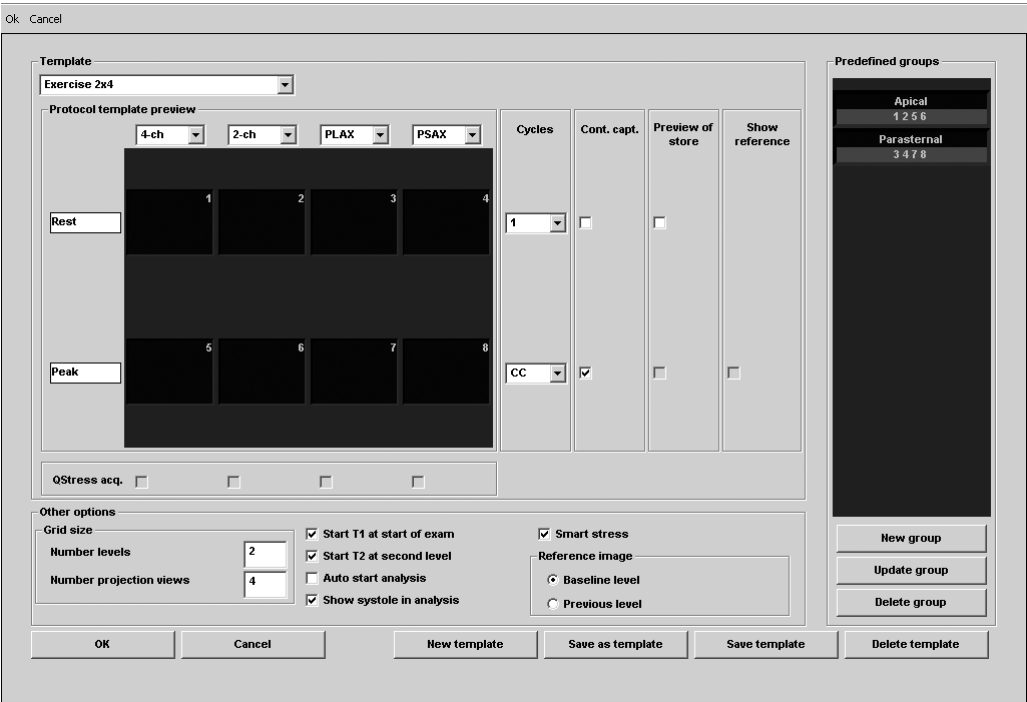 Ok Cancel
Template
Exercise 2x4
Protocol template preview
4-ch 2-ch PLAX PSAX
Cycles
Cont. capt.
Preview of
store
Show
reference
1 2 3 4
Rest
1
5 6 7 8
Peak
CC
QStress acq.
Predefined groups
Apical
1 2 5 6
Parasternal
3 4 7 8
New group
Update group
Delete group
Other options
Grid size
Number levels 2
Number projection views 4
Start T1 at start of exam
Start T2 at second level
Auto start analysis
Show systole in analysis
Smart stress
Reference image
Baseline level
Previous level
OK Cancel New template Save as template Save template Delete template